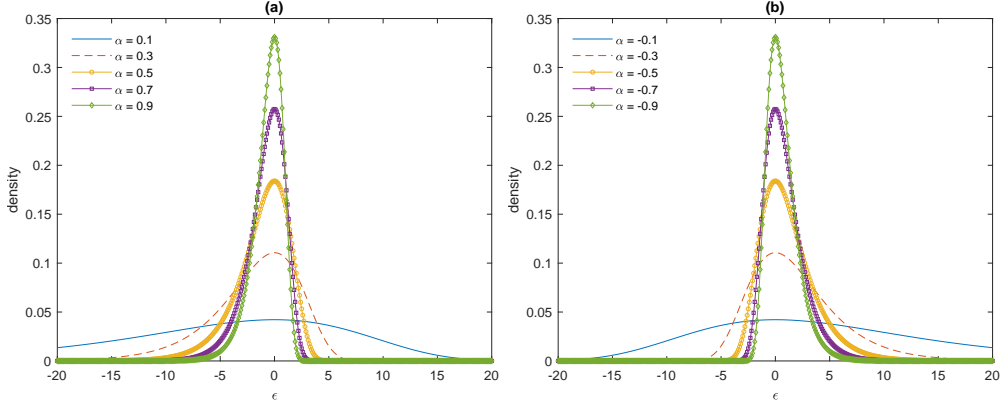 (a)
0.35
0.3
0.25
0.2
0.15
0.1
0.05
0
density
α = 0.1
α = 0.3
α = 0.5
α = 0.7
α = 0.9
-20 -15 -10 -5 0 5 10 15 20
ϵ
(b)
0.35
0.3
0.25
0.2
0.15
0.1
0.05
0
density
α = -0.1
α = -0.3
α = -0.5
α = -0.7
α = -0.9
-20 -15 -10 -5 0 5 10 15 20
ϵ